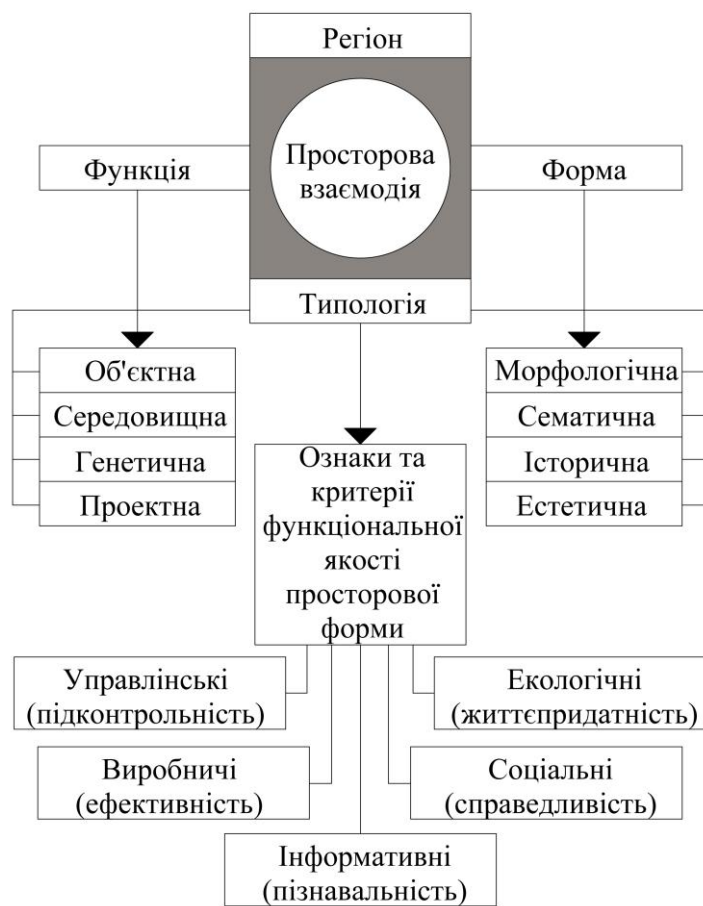 Регіон
Функція
Просторова
взаємодія
Форма
Типологія
Об'єктна
Середовищна
Генетична
Проектна
Морфологічна
Сематична
Історична
Естетична
Ознаки та
критерії
функціональної
якості
просторової
форми
Управлінські
(підконтрольність)
Екологічні
(життєпридатність)
Виробничі
(ефективність)
Соціальні
(справедливість)
Інформативні
(пізнавальність)